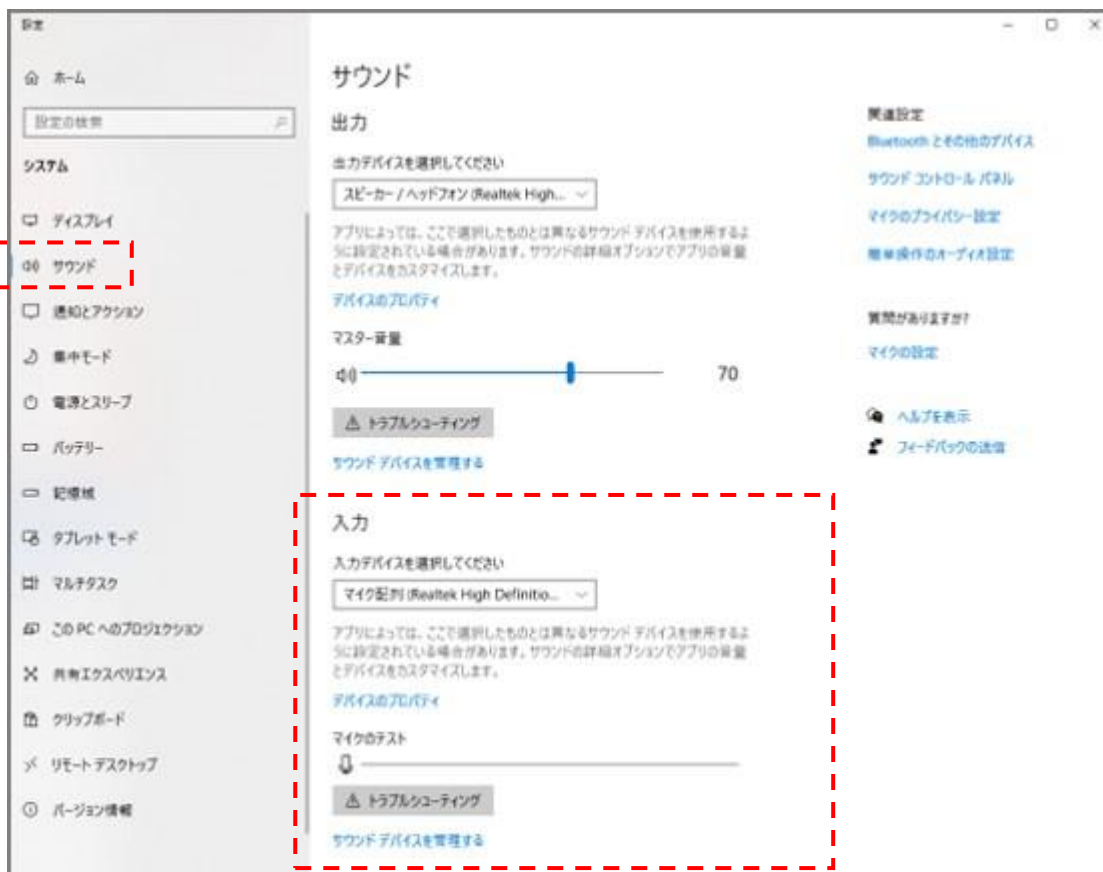 設定
ホーム
設定の検索
システム
ディスプレイ
サウンド
通知とアクション
集中モード
電源とスリープ
バッテリー
記憶域
タブレット モード
マルチタスク
この PC へのプロジェクション
共有エクスペリエンス
クリップボード
リモート デスクトップ
バージョン情報
サウンド
出力
出力デバイスを選択してください
スピーカー / ヘッドフォン (Realtek High...
アプリによっては、ここで選択したものとは異なるサウンド デバイスを使用するよ
うに設定されている場合があります。サウンドの詳細オプションでアプリの音量
とデバイスをカスタマイズします。
デバイスのプロパティ
マスター音量
70
トラブルシューティング
サウンド デバイスを管理する
入力
入力デバイスを選択してください
マイク配列 (Realtek High Definitio...
アプリによっては、ここで選択したものとは異なるサウンド デバイスを使用するよ
うに設定されている場合があります。サウンドの詳細オプションでアプリの音量
とデバイスをカスタマイズします。
デバイスのプロパティ
マイクのテスト
トラブルシューティング
サウンド デバイスを管理する
関連設定
Bluetooth とその他のデバイス
サウンド コントロール パネル
マイクのプライバシー設定
簡単操作のオーディオ設定
質問がありますか?
マイクの設定
ヘルプを表示
フィードバックの送信